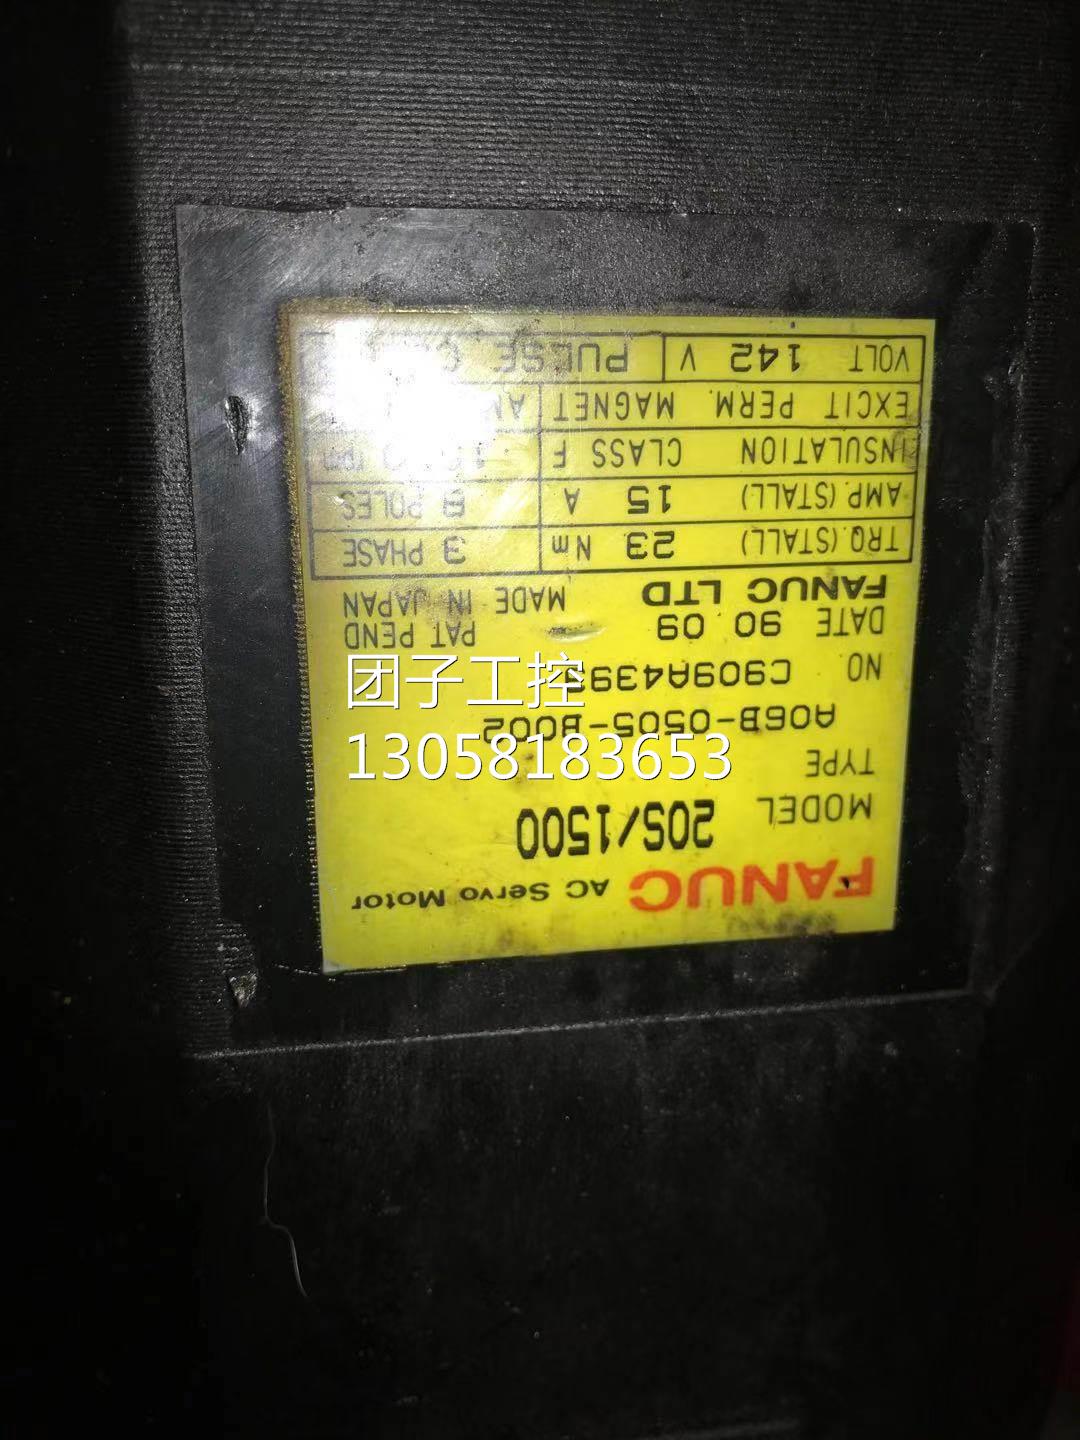 FANUC AC Servo Motor
MODEL 20S/1500
TYPE
A06B-0505-B002
NO. C909A439
DATE 90 09 PAT PEND
FANUC LTD MADE IN JAPAN
TRQ.(STALL) 23 Nm 3 PHASE
AMP.(STALL) 15 A 8 POLES
INSULATION CLASS F rpm
EXCIT PERM. MAGNET
VOLT 142 V PULSE
团子工控
13058183653